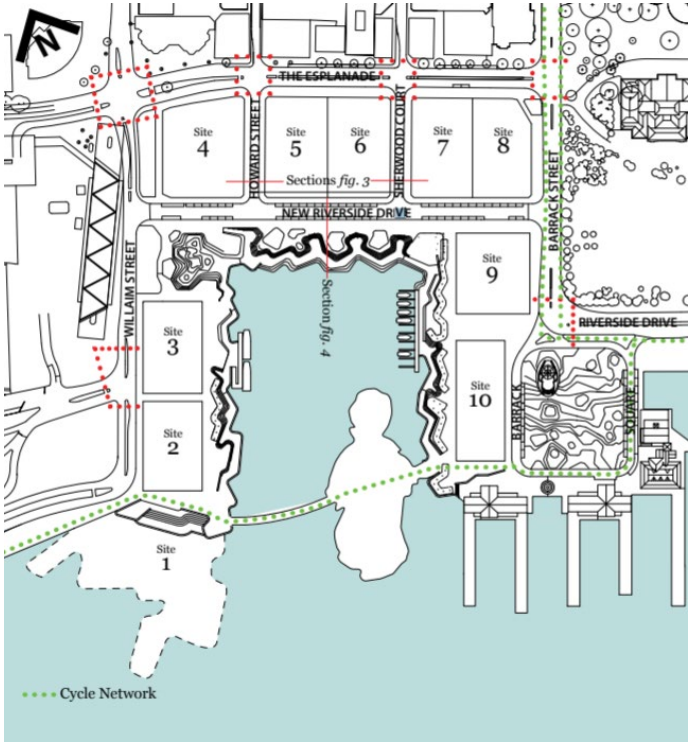 N
THE ESPLANADE
Site
4
HOWARD STREET
Site
5
Site
6
SHERWOOD COURT
Site
7
Site
8
BARRACK STREET
Sections fig. 3
NEW RIVERSIDE DRIVE
WILLAIM STREET
Section fig. 4
Site
9
RIVERSIDE DRIVE
Site
3
Site
10
BARRACK
SQUARE
Site
2
Site
1
Cycle Network